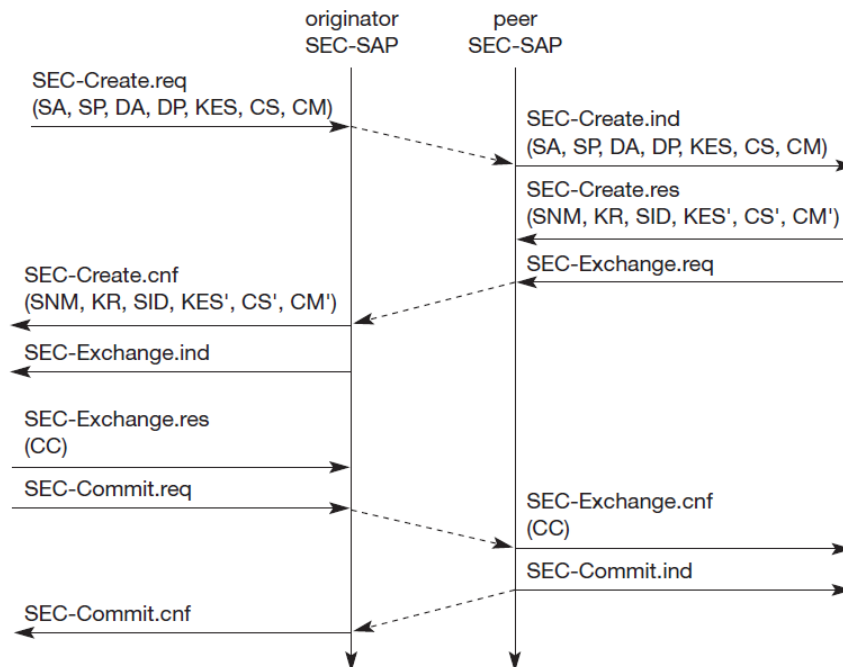 originator
SEC-SAP
peer
SEC-SAP
SEC-Create.req
(SA, SP, DA, DP, KES, CS, CM)
SEC-Create.ind
(SA, SP, DA, DP, KES, CS, CM)
SEC-Create.res
(SNM, KR, SID, KES', CS', CM')
SEC-Exchange.req
SEC-Create.cnf
(SNM, KR, SID, KES', CS', CM')
SEC-Exchange.ind
SEC-Exchange.res
(CC)
SEC-Commit.req
SEC-Exchange.cnf
(CC)
SEC-Commit.ind
SEC-Commit.cnf